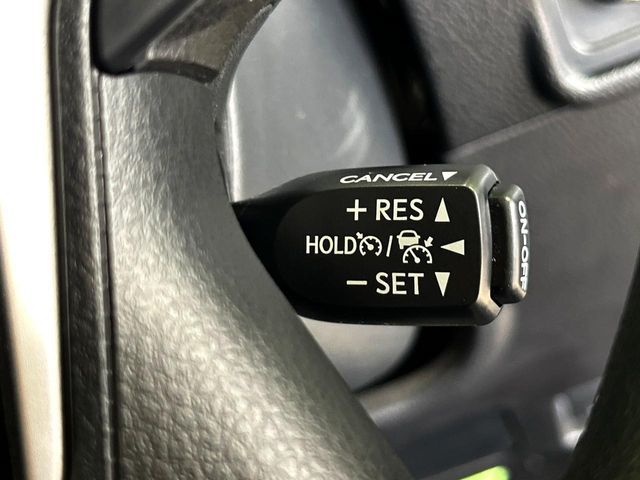 CANCEL▼
+ RES ▲
HOLD / ◀
− SET ▼
ON-OFF